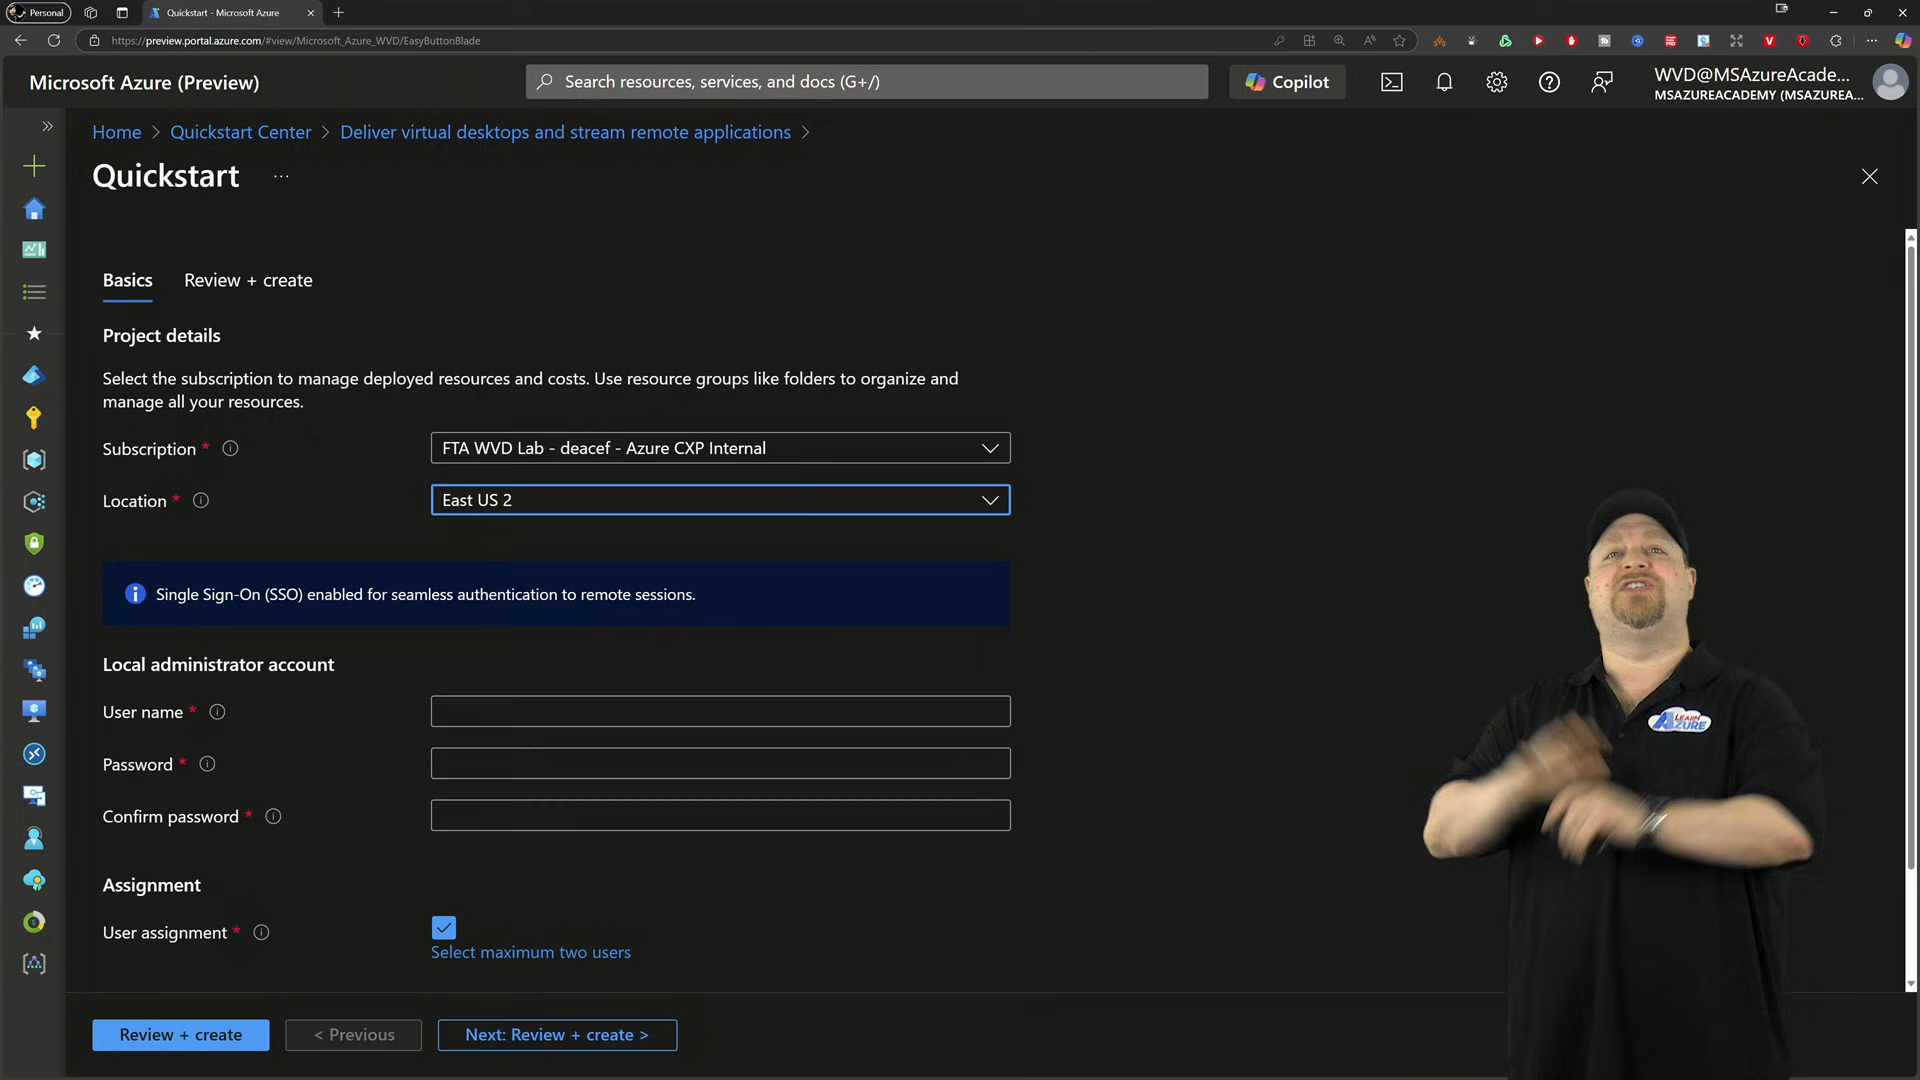 Personal
Quickstart - Microsoft Azure
https://preview.portal.azure.com/#view/Microsoft_Azure_WVD/EasyButtonBlade
Microsoft Azure (Preview)
Search resources, services, and docs (G+/)
Copilot
WVD@MSAzureAcade...
MSAZUREACADEMY (MSAZUREA...
Home > Quickstart Center > Deliver virtual desktops and stream remote applications >
Quickstart ...
Basics
Review + create
Project details
Select the subscription to manage deployed resources and costs. Use resource groups like folders to organize and
manage all your resources.
Subscription *
FTA WVD Lab - deacef - Azure CXP Internal
Location *
East US 2
Single Sign-On (SSO) enabled for seamless authentication to remote sessions.
Local administrator account
User name *
Password *
Confirm password *
LEARN
AZURE
Assignment
User assignment *
Select maximum two users
Review + create
< Previous
Next: Review + create >